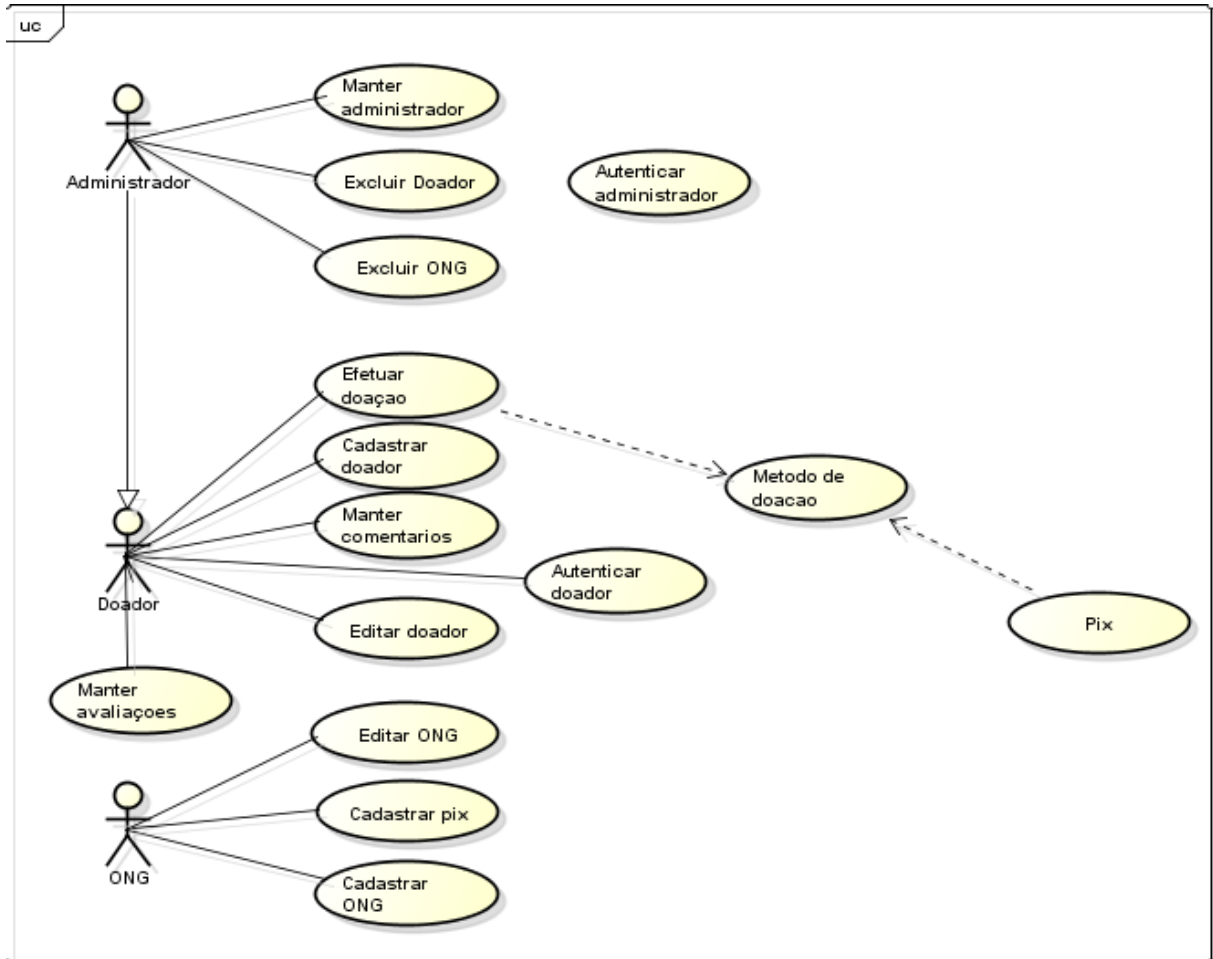 uc
Manter
administrador
Administrador
Excluir Doador
Autenticar
administrador
Excluir ONG
Efetuar
doaçao
Cadastrar
doador
Metodo de
doacao
Manter
comentarios
Autenticar
doador
Doador
Editar doador
Pix
Manter
avaliaçoes
Editar ONG
Cadastrar pix
ONG
Cadastrar
ONG